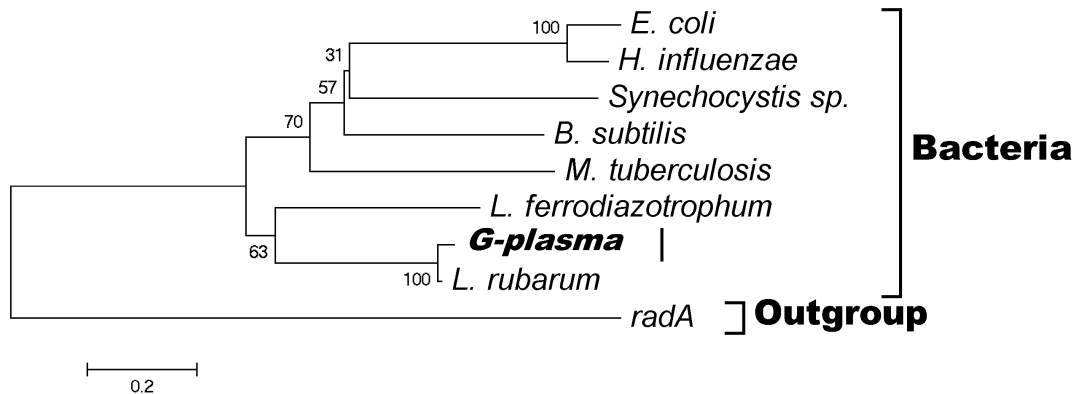 100
E. coli
H. influenzae
31
Synechocystis sp.
57
B. subtilis
70
M. tuberculosis
Bacteria
L. ferrodiazotrophum
63
G-plasma
100
L. rubarum
radA
Outgroup
0.2